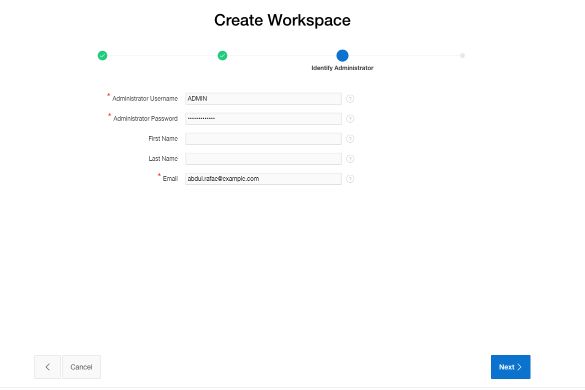 Create Workspace
Identify Administrator
* Administrator Username ADMIN ?
* Administrator Password •••••••••••••• ?
First Name ?
Last Name ?
* Email abdul.rafae@example.com ?
< Cancel Next >